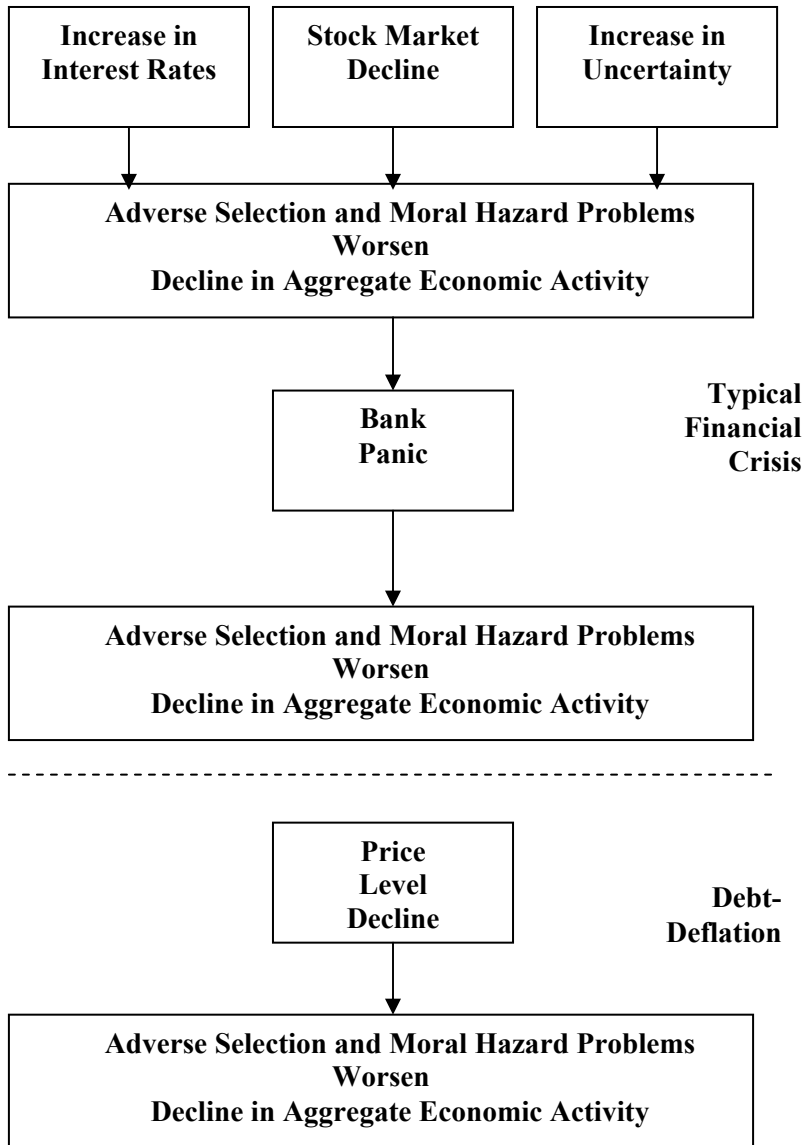 Increase in
Interest Rates
Stock Market
Decline
Increase in
Uncertainty
Adverse Selection and Moral Hazard Problems
Worsen
Decline in Aggregate Economic Activity
Bank
Panic
Typical
Financial
Crisis
Adverse Selection and Moral Hazard Problems
Worsen
Decline in Aggregate Economic Activity
Price
Level
Decline
Debt-
Deflation
Adverse Selection and Moral Hazard Problems
Worsen
Decline in Aggregate Economic Activity